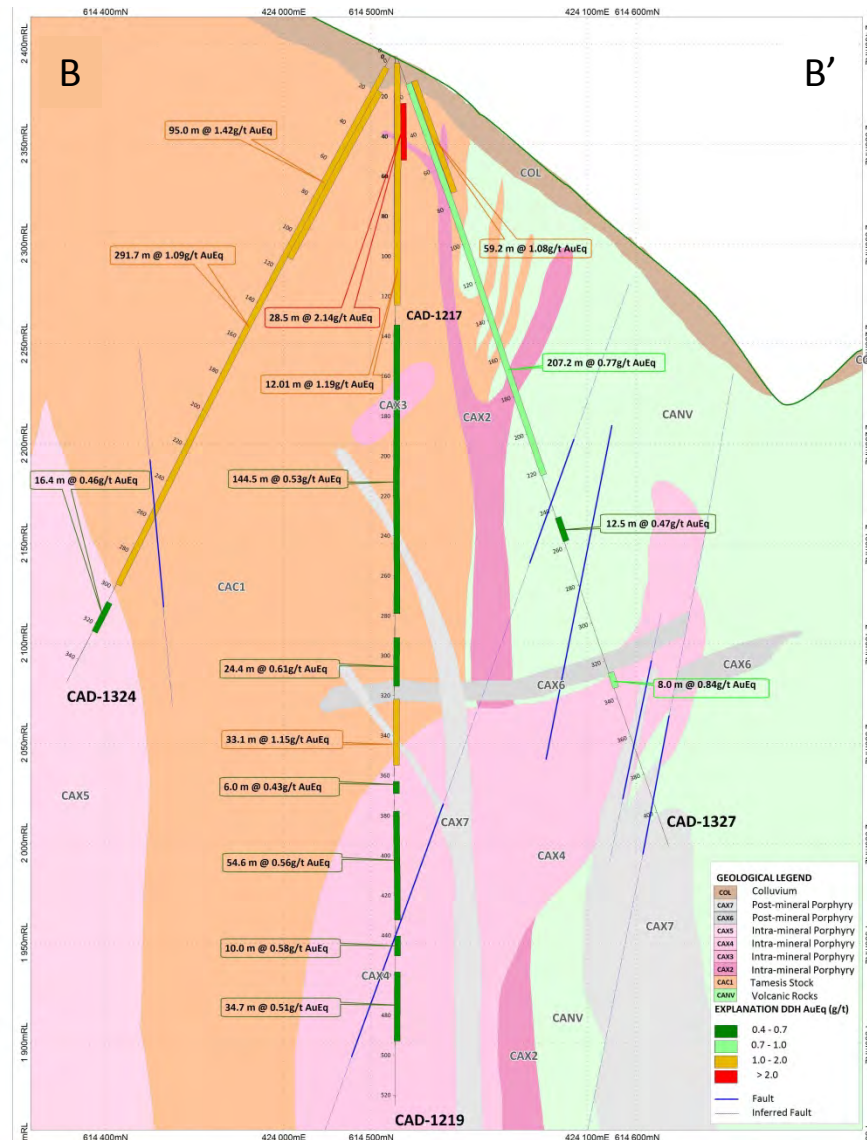 614 400mN
424 000mE
614 500mN
424 100mE
614 600mN
2 400mRL
B
B'
95.0 m @ 1.42g/t AuEq
COL
2 350mRL
59.2 m @ 1.08g/t AuEq
291.7 m @ 1.09g/t AuEq
2 300mRL
28.5 m @ 2.14g/t AuEq
CAD-1217
2 250mRL
12.01 m @ 1.19g/t AuEq
207.2 m @ 0.77g/t AuEq
CAX3
CAX2
CANV
2 200mRL
16.4 m @ 0.46g/t AuEq
144.5 m @ 0.53g/t AuEq
12.5 m @ 0.47g/t AuEq
2 150mRL
CAC1
2 100mRL
24.4 m @ 0.61g/t AuEq
CAX6
CAX6
8.0 m @ 0.84g/t AuEq
CAD-1324
33.1 m @ 1.15g/t AuEq
2 050mRL
CAX5
6.0 m @ 0.43g/t AuEq
CAX7
CAD-1327
2 000mRL
54.6 m @ 0.56g/t AuEq
CAX4
CAX7
1 950mRL
10.0 m @ 0.58g/t AuEq
CAX4
34.7 m @ 0.51g/t AuEq
CANV
1 900mRL
CAX2
CAD-1219
GEOLOGICAL LEGEND
COL Colluvium
CAX7 Post-mineral Porphyry
CAX6 Post-mineral Porphyry
CAX5 Intra-mineral Porphyry
CAX4 Intra-mineral Porphyry
CAX3 Intra-mineral Porphyry
CAX2 Intra-mineral Porphyry
CAC1 Tamesis Stock
CANV Volcanic Rocks
EXPLANATION DDH AuEq (g/t)
0.4 - 0.7
0.7 - 1.0
1.0 - 2.0
> 2.0
Fault
Inferred Fault
614 400mN
424 000mE
614 500mN
424 100mE
614 600mN